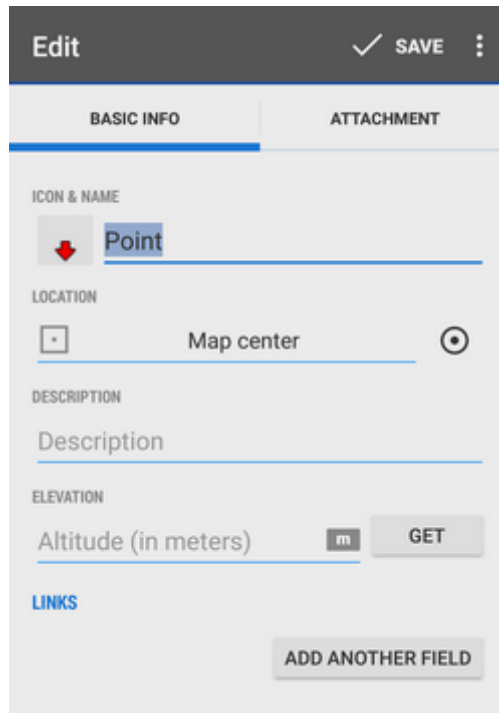 Edit SAVE
BASIC INFO ATTACHMENT
ICON & NAME
Point
LOCATION
Map center
DESCRIPTION
Description
ELEVATION
Altitude (in meters) m GET
LINKS
ADD ANOTHER FIELD